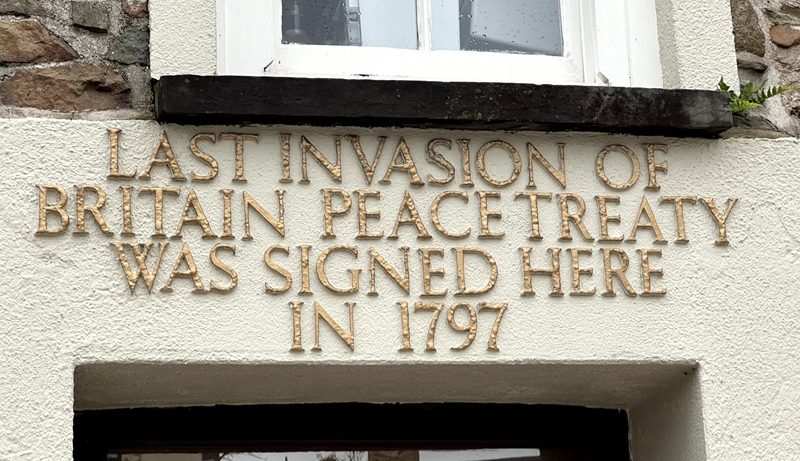 LAST INVASION OF
BRITAIN PEACE TREATY
WAS SIGNED HERE
IN 1797